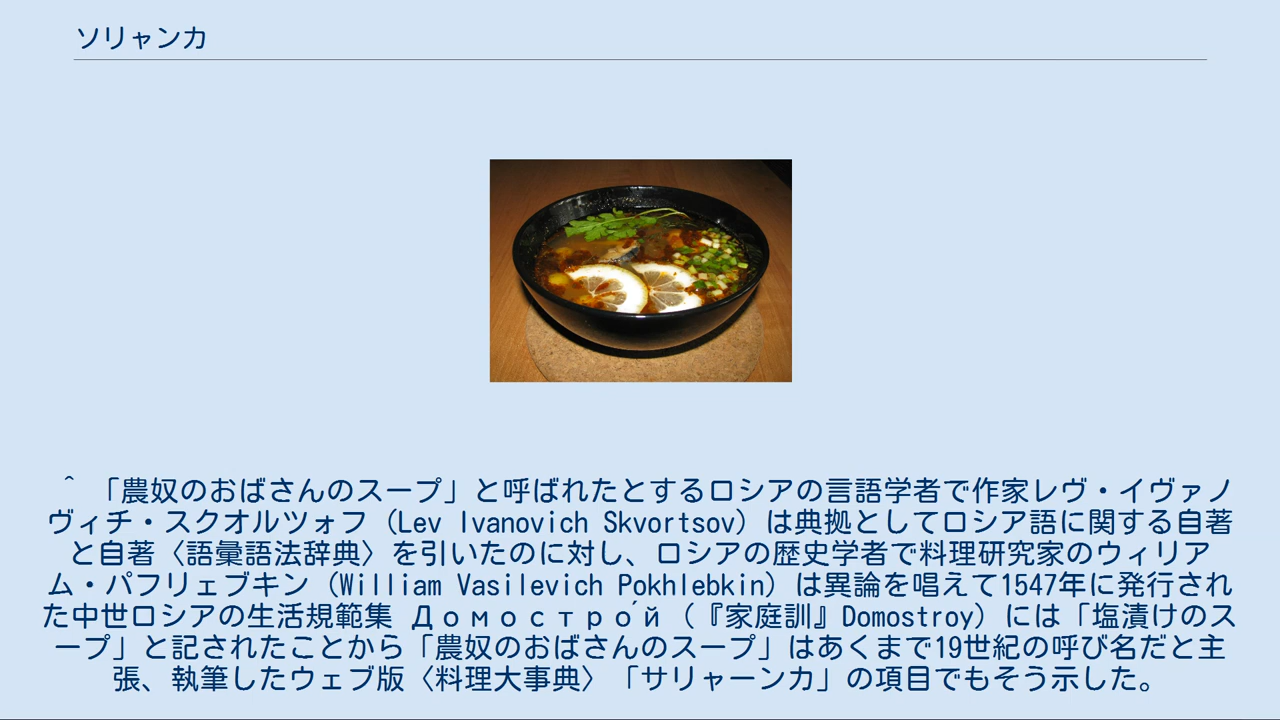 ソリャンカ
^ 「農奴のおばさんのスープ」と呼ばれたとするロシアの言語学者で作家レヴ・イヴァノ
ヴィチ・スクオルツォフ（Lev Ivanovich Skvortsov）は典拠としてロシア語に関する自著
と自著〈語彙語法辞典〉を引いたのに対し、ロシアの歴史学者で料理研究家のウィリア
ム・パフリェブキン（William Vasilevich Pokhlebkin）は異論を唱えて1547年に発行され
た中世ロシアの生活規範集 Домострóй（『家庭訓』Domostroy）には「塩漬けのス
ープ」と記されたことから「農奴のおばさんのスープ」はあくまで19世紀の呼び名だと主
張、執筆したウェブ版〈料理大事典〉「サリャーンカ」の項目でもそう示した。